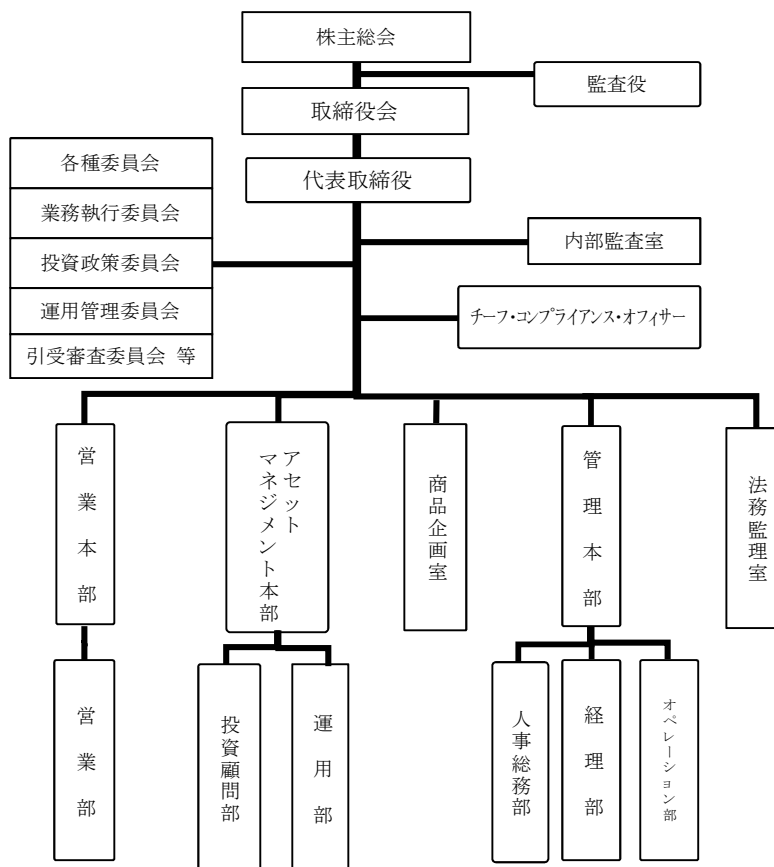 株主総会
監査役
取締役会
代表取締役
各種委員会
業務執行委員会
投資政策委員会
運用管理委員会
引受審査委員会 等
内部監査室
チーフ・コンプライアンス・オフィサー
営業本部
アセット
マネジメント本部
商品企画室
管理本部
法務監理室
営業部
投資顧問部
運用部
人事総務部
経理部
オペレーション部